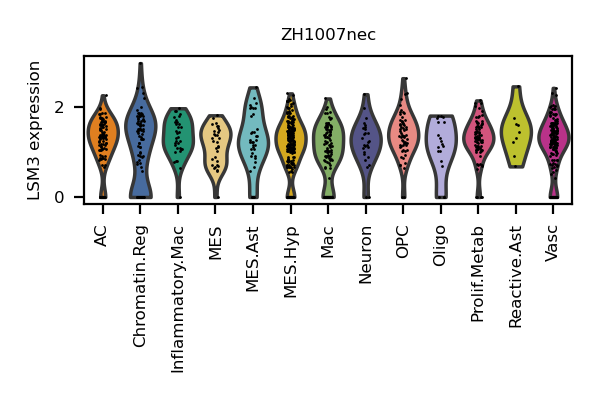 ZH1007nec
LSM3 expression
2
0
AC
Chromatin.Reg
Inflammatory.Mac
MES
MES.Ast
MES.Hyp
Mac
Neuron
OPC
Oligo
Prolif.Metab
Reactive.Ast
Vasc